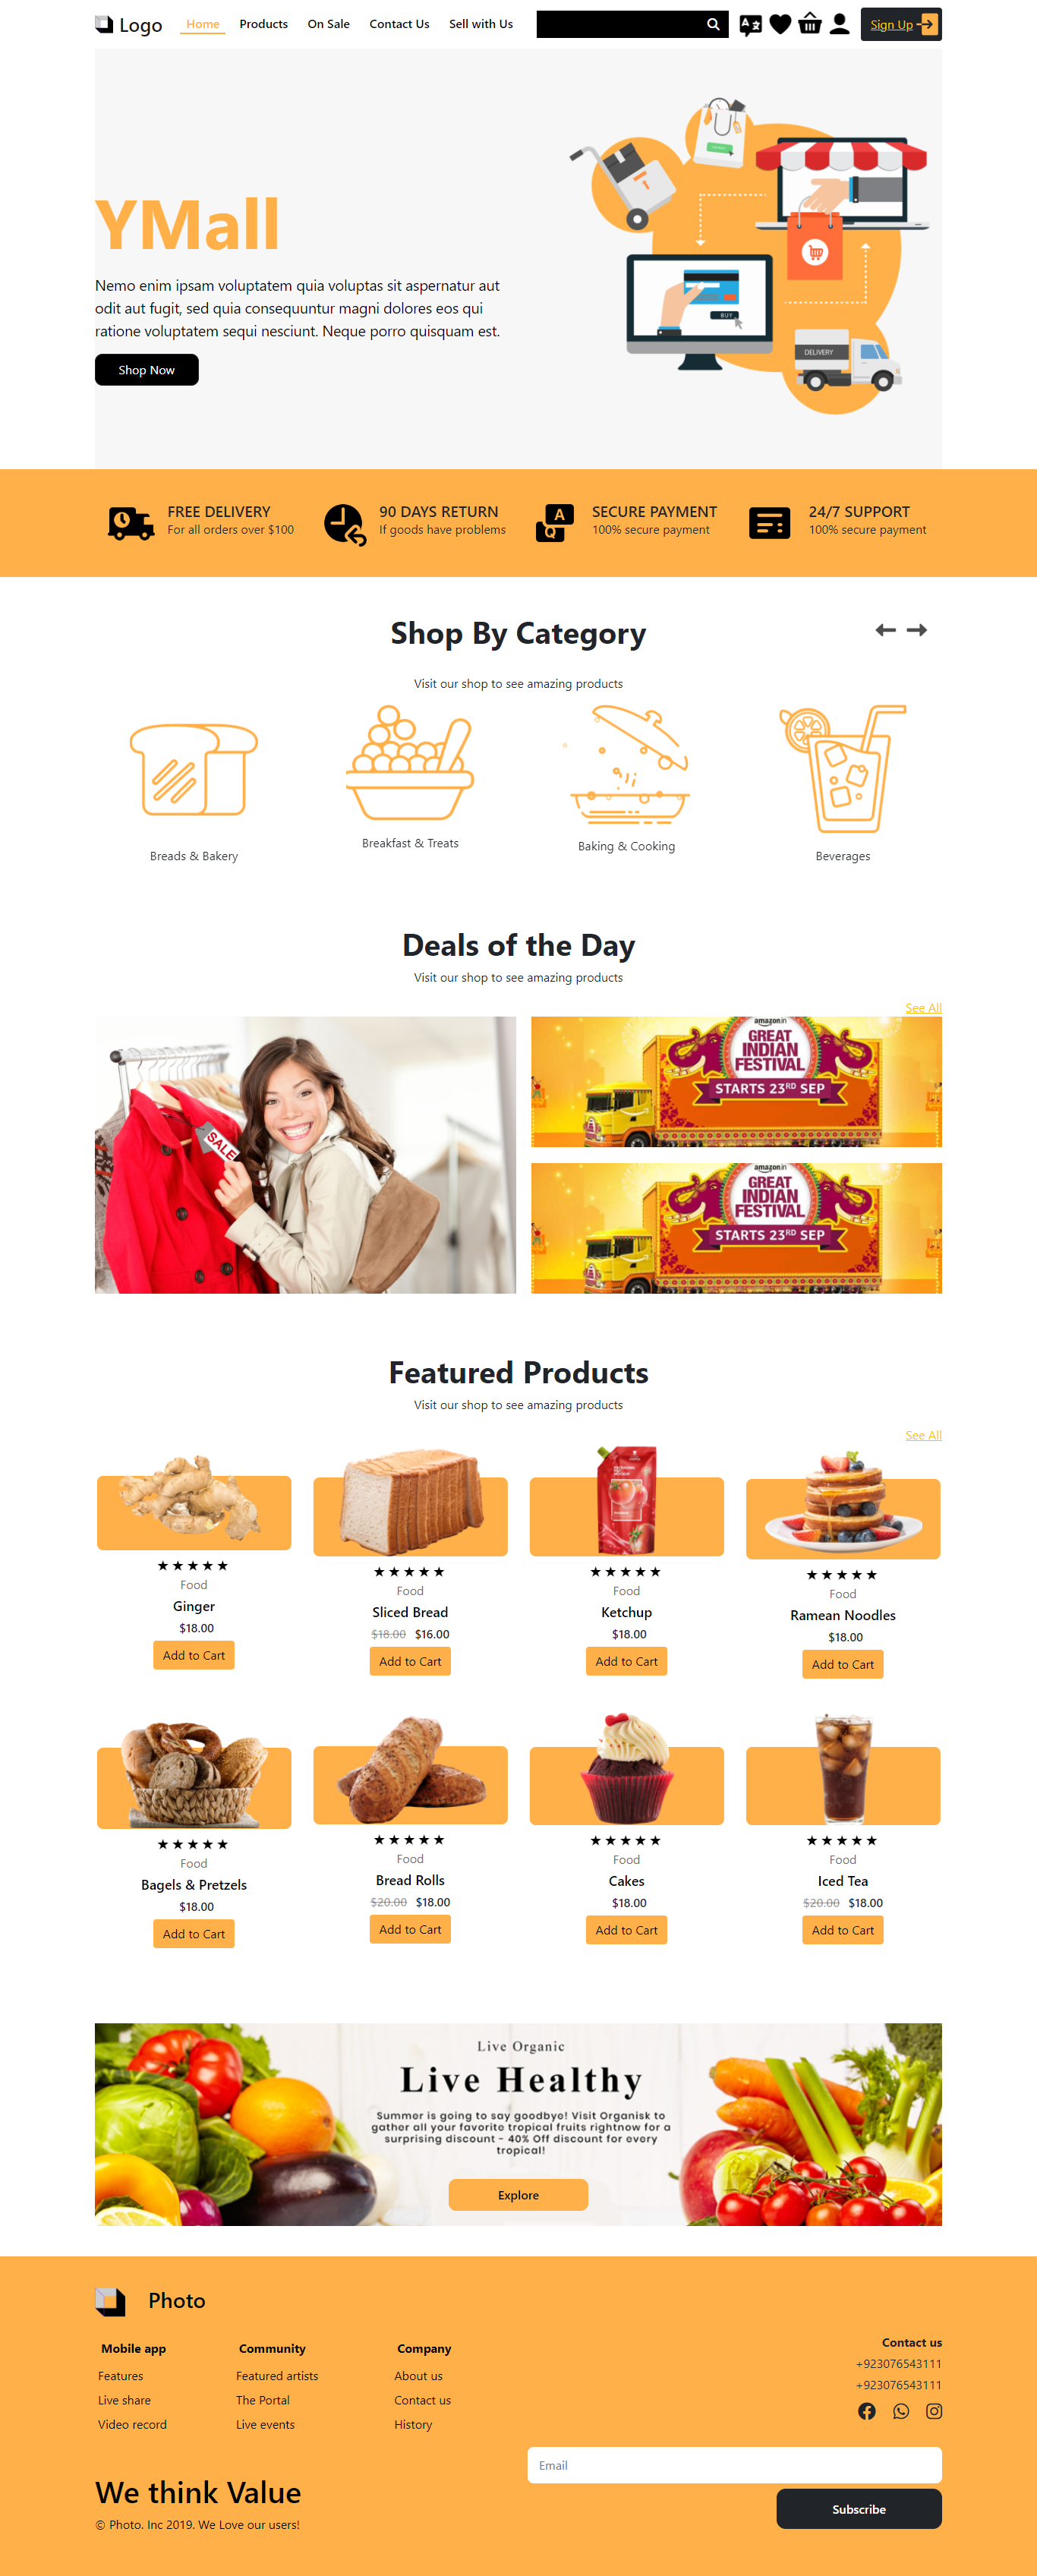 Logo
Home
Products
On Sale
Contact Us
Sell with Us
Sign Up
YMall
Nemo enim ipsam voluptatem quia voluptas sit aspernatur aut
odit aut fugit, sed quia consequuntur magni dolores eos qui
ratione voluptatem sequi nesciunt. Neque porro quisquam est.
Shop Now
BUY
DELIVERY
FREE DELIVERY
For all orders over $100
90 DAYS RETURN
If goods have problems
A
Q
SECURE PAYMENT
100% secure payment
24/7 SUPPORT
100% secure payment
Shop By Category
Visit our shop to see amazing products
Breads & Bakery
Breakfast & Treats
Baking & Cooking
Beverages
Deals of the Day
Visit our shop to see amazing products
See All
SALE
amazon.in
GREAT
INDIAN
FESTIVAL
STARTS 23RD SEP
amazon.in
GREAT
INDIAN
FESTIVAL
STARTS 23RD SEP
Featured Products
Visit our shop to see amazing products
See All
Food
Ginger
$18.00
Add to Cart
Food
Sliced Bread
$18.00 $16.00
Add to Cart
Food
Ketchup
$18.00
Add to Cart
Food
Ramean Noodles
$18.00
Add to Cart
Food
Bagels & Pretzels
$18.00
Add to Cart
Food
Bread Rolls
$20.00 $18.00
Add to Cart
Food
Cakes
$18.00
Add to Cart
Food
Iced Tea
$20.00 $18.00
Add to Cart
Live Organic
Live Healthy
Summer is going to say goodbye! Visit Organisk to
gather all your favorite tropical fruits rightnow for a
surprising discount - 40% Off discount for every
tropical!
Explore
Photo
Mobile app
Features
Live share
Video record
Community
Featured artists
The Portal
Live events
Company
About us
Contact us
History
Contact us
+923076543111
+923076543111
Email
Subscribe
We think Value
© Photo. Inc 2019. We Love our users!